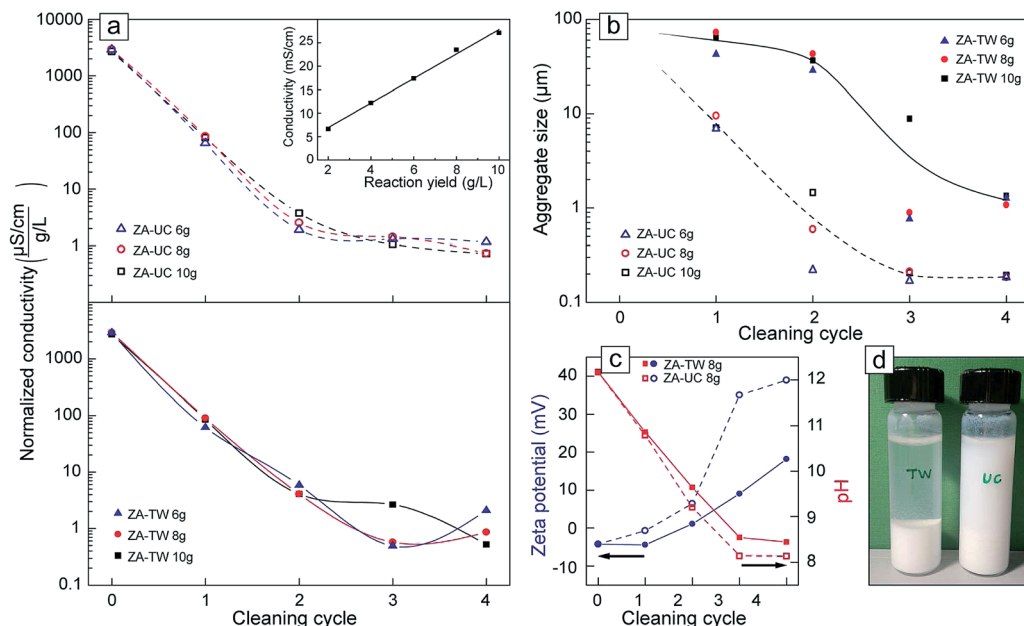 a
Normalized conductivity (µS/cm / g/L)
10000
1000
100
10
1
1000
100
10
1
0.1
Conductivity (mS/cm)
25
20
15
10
5
0
2 4 6 8 10
Reaction yield (g/L)
ZA-UC 6g
ZA-UC 8g
ZA-UC 10g
ZA-TW 6g
ZA-TW 8g
ZA-TW 10g
0 1 2 3 4
Cleaning cycle
b
Aggregate size (µm)
100
10
1
0.1
ZA-TW 6g
ZA-TW 8g
ZA-TW 10g
ZA-UC 6g
ZA-UC 8g
ZA-UC 10g
0 1 2 3 4
Cleaning cycle
c
Zeta potential (mV)
40
30
20
10
0
-10
ZA-TW 8g
ZA-UC 8g
12
11
10
9
8
pH
0 1 2 3 4
Cleaning cycle
d
TW
UC